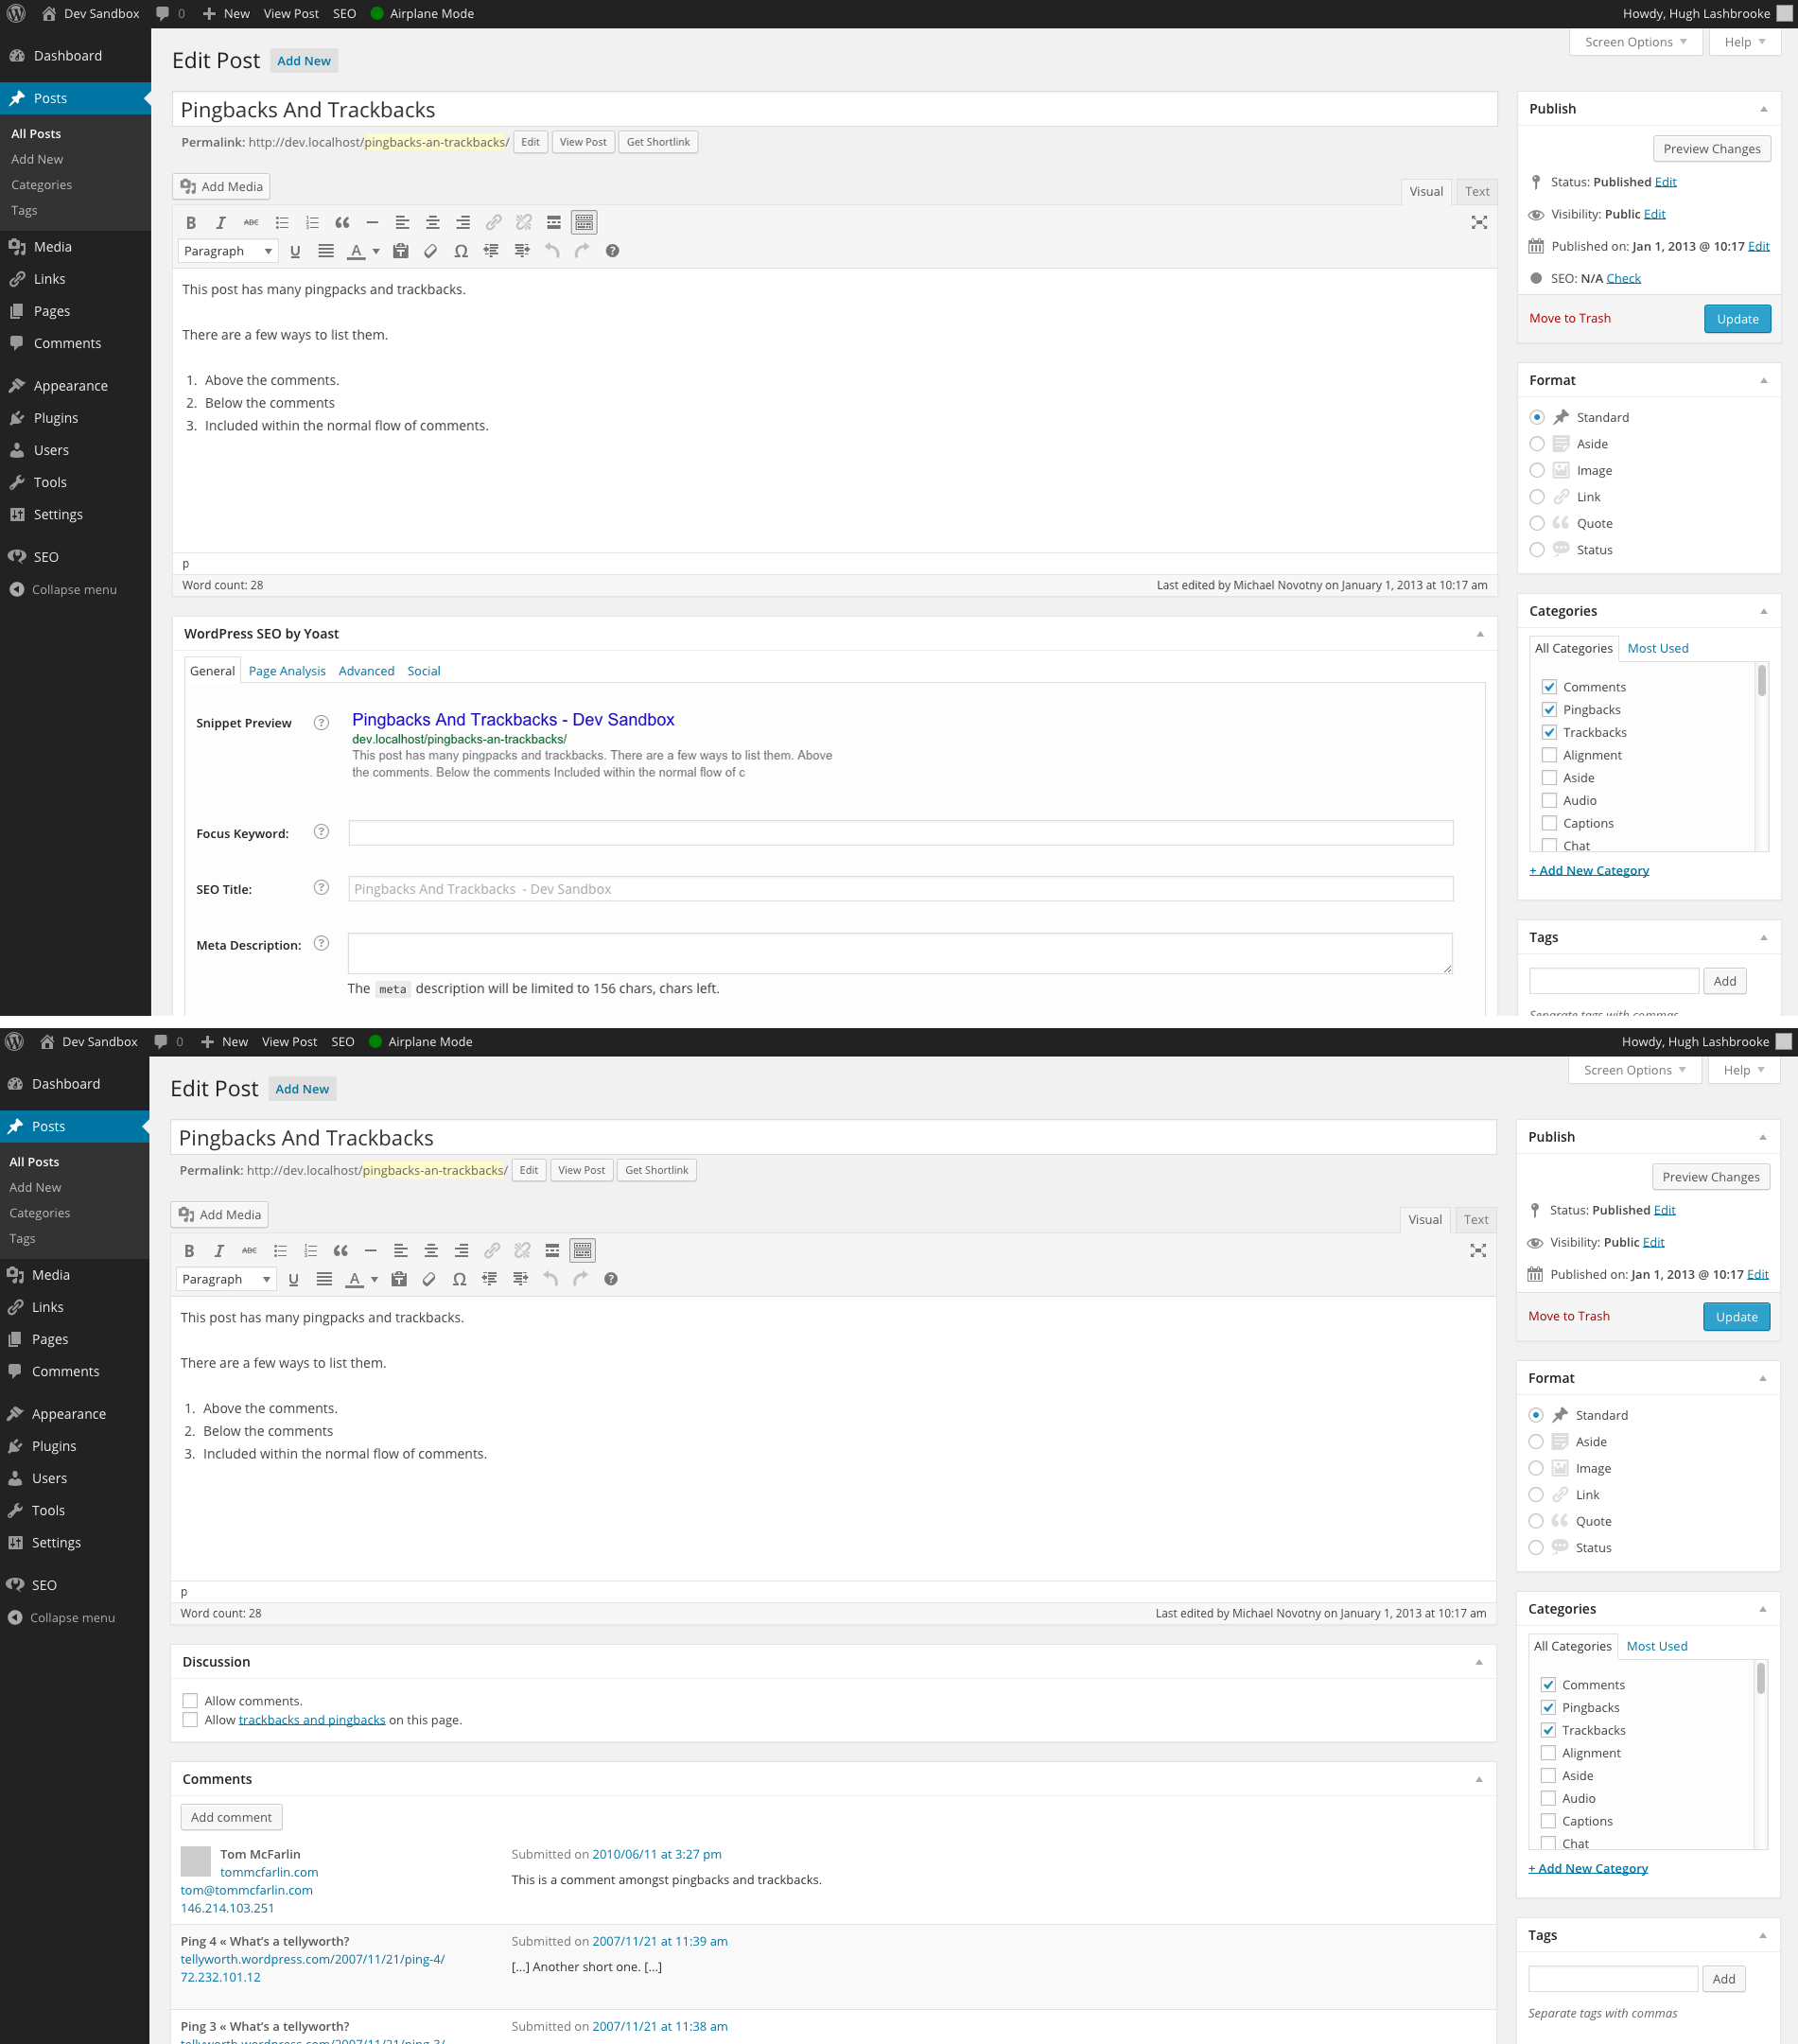 Dev Sandbox 0 New View Post SEO Airplane Mode Howdy, Hugh Lashbrooke
Screen Options Help
Dashboard
Posts
All Posts
Add New
Categories
Tags
Media
Links
Pages
Comments
Appearance
Plugins
Users
Tools
Settings
SEO
Collapse menu
Edit Post Add New
Pingbacks And Trackbacks
Permalink: http://dev.localhost/pingbacks-an-trackbacks/ Edit View Post Get Shortlink
Add Media
Visual Text
B I ABC
Paragraph U A Ω
This post has many pingpacks and trackbacks.
There are a few ways to list them.
1. Above the comments.
2. Below the comments
3. Included within the normal flow of comments.
p
Word count: 28 Last edited by Michael Novotny on January 1, 2013 at 10:17 am
WordPress SEO by Yoast
General Page Analysis Advanced Social
Snippet Preview ? Pingbacks And Trackbacks - Dev Sandbox
dev.localhost/pingbacks-an-trackbacks/
This post has many pingpacks and trackbacks. There are a few ways to list them. Above
the comments. Below the comments Included within the normal flow of c
Focus Keyword: ?
SEO Title: ? Pingbacks And Trackbacks - Dev Sandbox
Meta Description: ?
The meta description will be limited to 156 chars, chars left.
Publish
Preview Changes
Status: Published Edit
Visibility: Public Edit
Published on: Jan 1, 2013 @ 10:17 Edit
SEO: N/A Check
Move to Trash Update
Format
Standard
Aside
Image
Link
Quote
Status
Categories
All Categories Most Used
Comments
Pingbacks
Trackbacks
Alignment
Aside
Audio
Captions
Chat
+ Add New Category
Tags
Add
Separate tags with commas
Dev Sandbox 0 New View Post SEO Airplane Mode Howdy, Hugh Lashbrooke
Screen Options Help
Dashboard
Posts
All Posts
Add New
Categories
Tags
Media
Links
Pages
Comments
Appearance
Plugins
Users
Tools
Settings
SEO
Collapse menu
Edit Post Add New
Pingbacks And Trackbacks
Permalink: http://dev.localhost/pingbacks-an-trackbacks/ Edit View Post Get Shortlink
Add Media
Visual Text
B I ABC
Paragraph U A Ω
This post has many pingpacks and trackbacks.
There are a few ways to list them.
1. Above the comments.
2. Below the comments
3. Included within the normal flow of comments.
p
Word count: 28 Last edited by Michael Novotny on January 1, 2013 at 10:17 am
Discussion
Allow comments.
Allow trackbacks and pingbacks on this page.
Comments
Add comment
Tom McFarlin Submitted on 2010/06/11 at 3:27 pm
tommcfarlin.com
This is a comment amongst pingbacks and trackbacks.
tom@tommcfarlin.com
146.214.103.251
Ping 4 « What's a tellyworth? Submitted on 2007/11/21 at 11:39 am
tellyworth.wordpress.com/2007/11/21/ping-4/
[...] Another short one. [...]
72.232.101.12
Ping 3 « What's a tellyworth? Submitted on 2007/11/21 at 11:38 am
tellyworth.wordpress.com/2007/11/21/ping-3/
Publish
Preview Changes
Status: Published Edit
Visibility: Public Edit
Published on: Jan 1, 2013 @ 10:17 Edit
Move to Trash Update
Format
Standard
Aside
Image
Link
Quote
Status
Categories
All Categories Most Used
Comments
Pingbacks
Trackbacks
Alignment
Aside
Audio
Captions
Chat
+ Add New Category
Tags
Add
Separate tags with commas